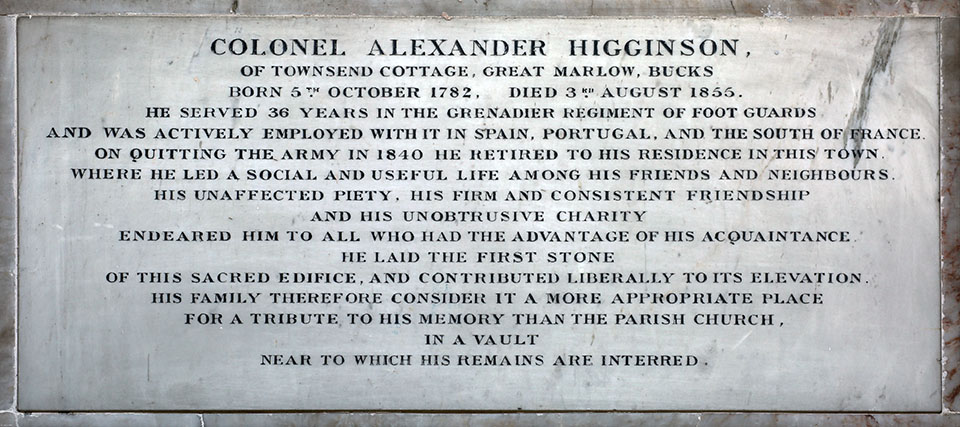 COLONEL ALEXANDER HIGGINSON,
OF TOWNSEND COTTAGE, GREAT MARLOW, BUCKS
BORN 5TH OCTOBER 1782, DIED 3RD AUGUST 1855.
HE SERVED 36 YEARS IN THE GRENADIER REGIMENT OF FOOT GUARDS
AND WAS ACTIVELY EMPLOYED WITH IT IN SPAIN, PORTUGAL, AND THE SOUTH OF FRANCE.
ON QUITTING THE ARMY IN 1840 HE RETIRED TO HIS RESIDENCE IN THIS TOWN.
WHERE HE LED A SOCIAL AND USEFUL LIFE AMONG HIS FRIENDS AND NEIGHBOURS.
HIS UNAFFECTED PIETY, HIS FIRM AND CONSISTENT FRIENDSHIP
AND HIS UNOBTRUSIVE CHARITY
ENDEARED HIM TO ALL WHO HAD THE ADVANTAGE OF HIS ACQUAINTANCE.
HE LAID THE FIRST STONE
OF THIS SACRED EDIFICE, AND CONTRIBUTED LIBERALLY TO ITS ELEVATION.
HIS FAMILY THEREFORE CONSIDER IT A MORE APPROPRIATE PLACE
FOR A TRIBUTE TO HIS MEMORY THAN THE PARISH CHURCH,
IN A VAULT
NEAR TO WHICH HIS REMAINS ARE INTERRED.